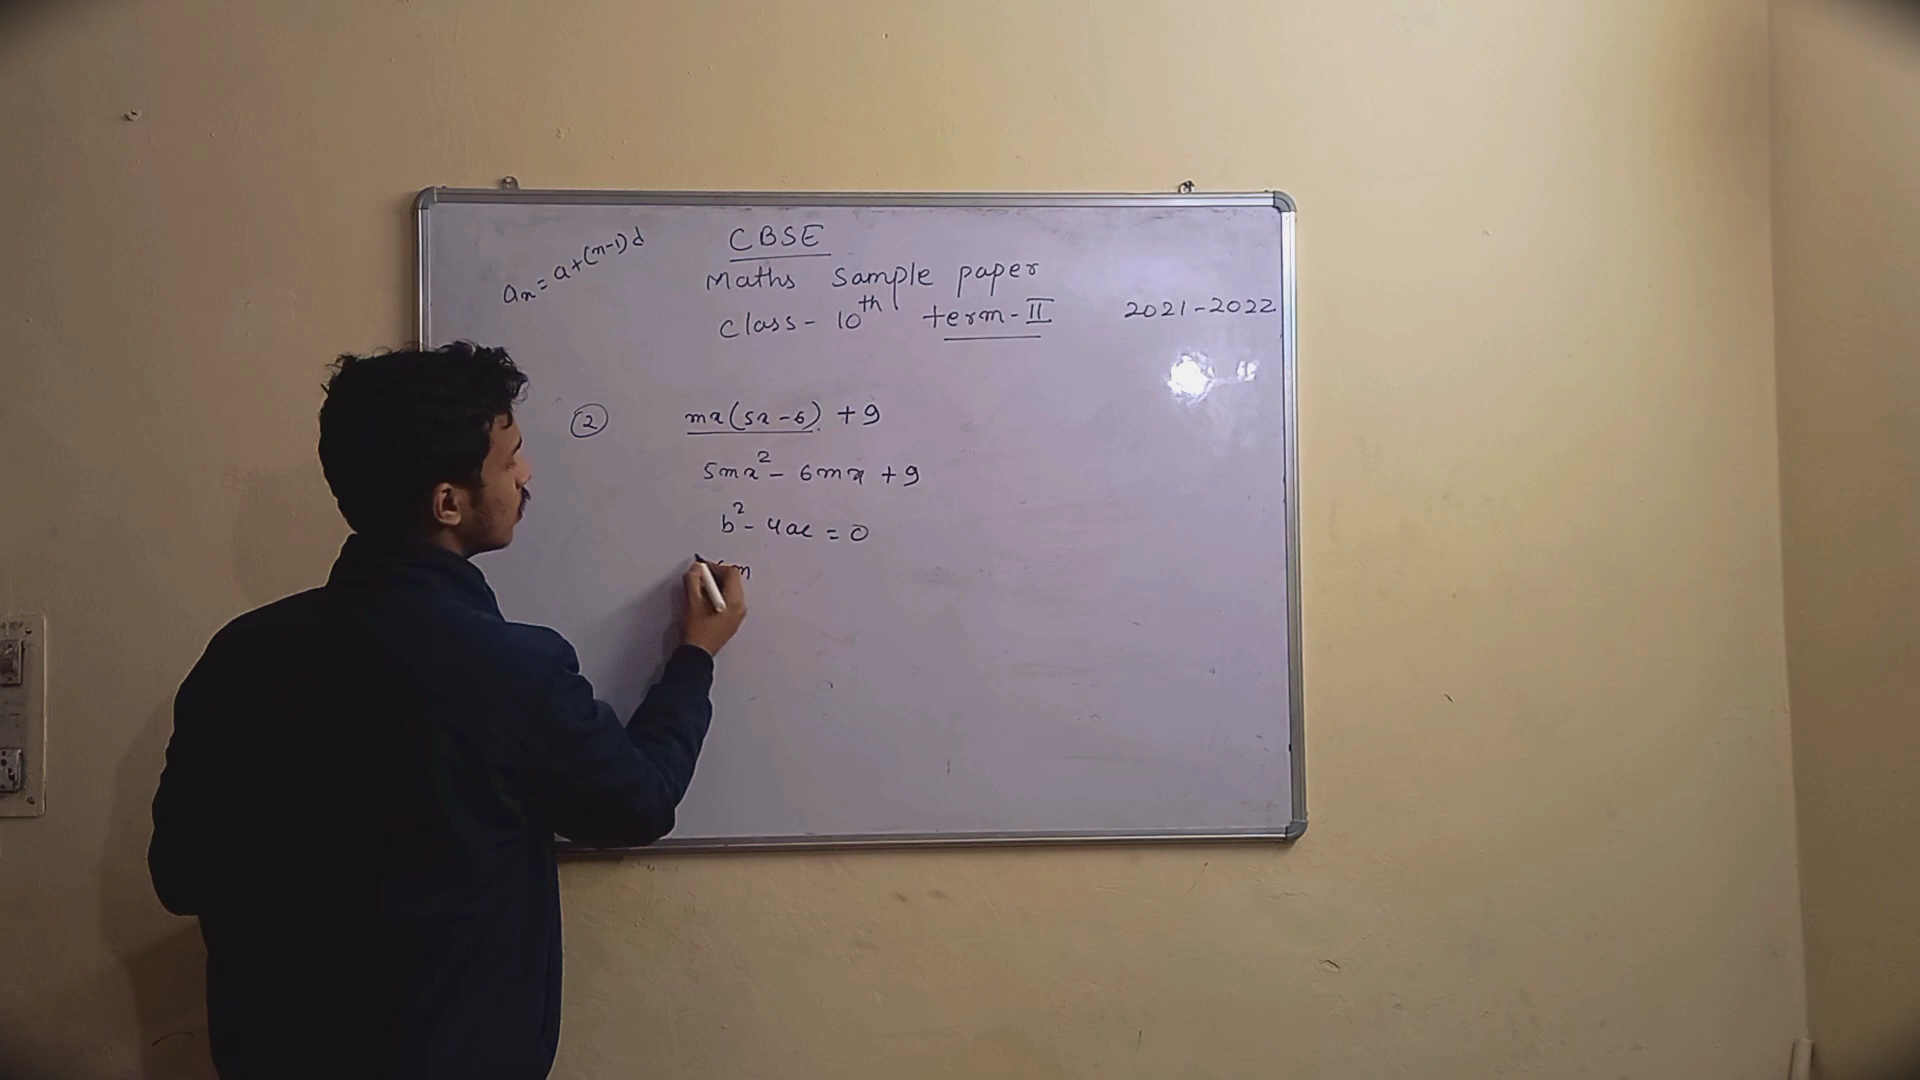 aₙ = a+(n-1)d
CBSE
Maths Sample paper
class- 10th term-II 2021-2022
② mx(5x-6) +9
5mx² - 6mx +9
b² - 4ac = 0
6m